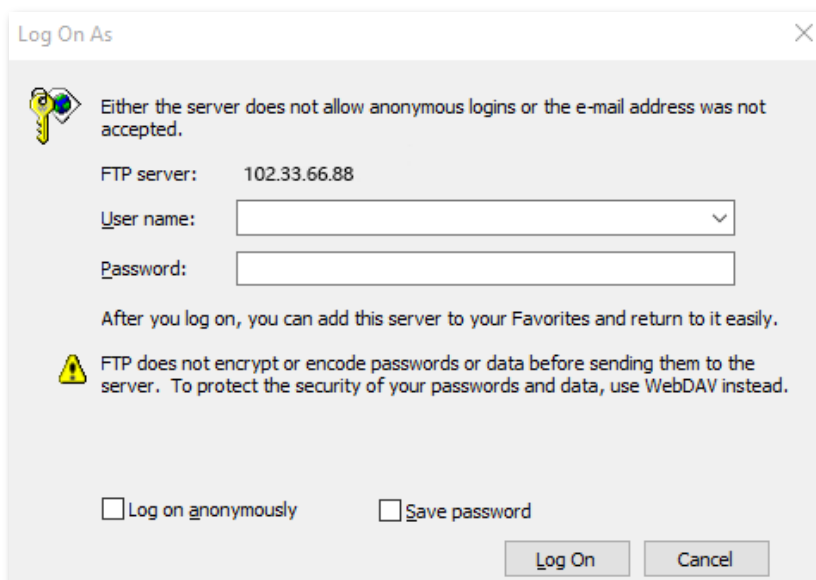 Log On As
Either the server does not allow anonymous logins or the e-mail address was not
accepted.
FTP server: 102.33.66.88
User name:
Password:
After you log on, you can add this server to your Favorites and return to it easily.
FTP does not encrypt or encode passwords or data before sending them to the
server. To protect the security of your passwords and data, use WebDAV instead.
Log on anonymously Save password
Log On Cancel